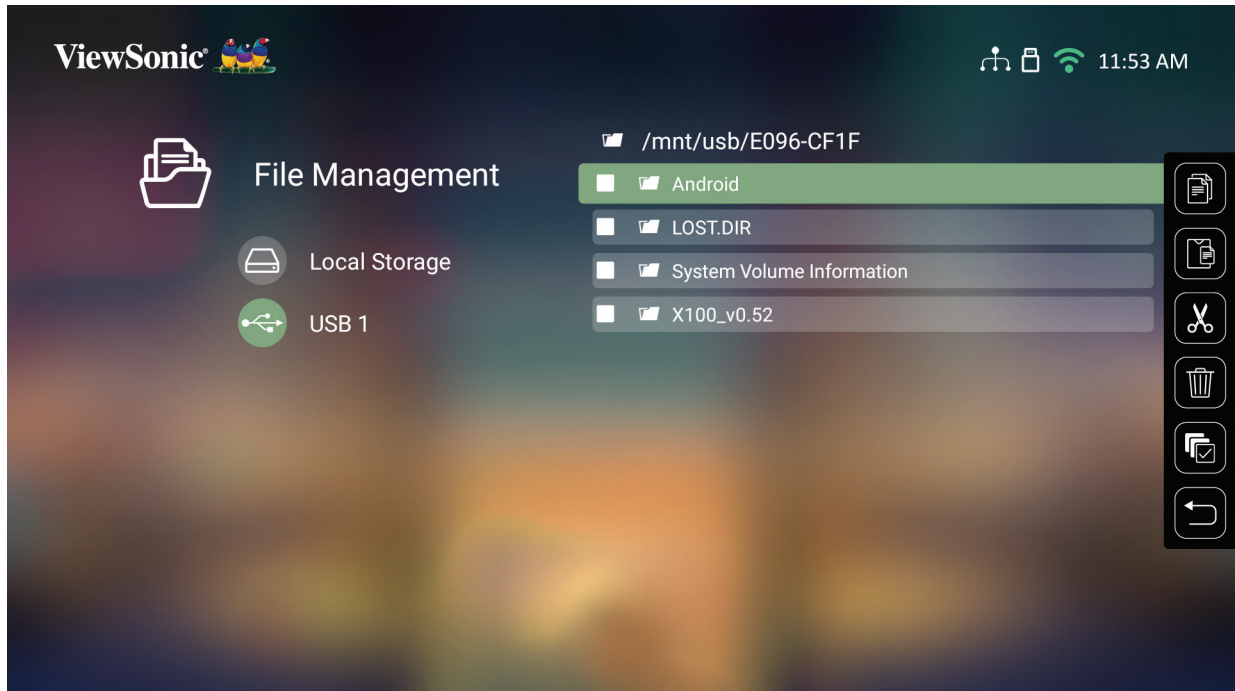 ViewSonic®
11:53 AM
File Management
Local Storage
USB 1
/mnt/usb/E096-CF1F
Android
LOST.DIR
System Volume Information
X100_v0.52